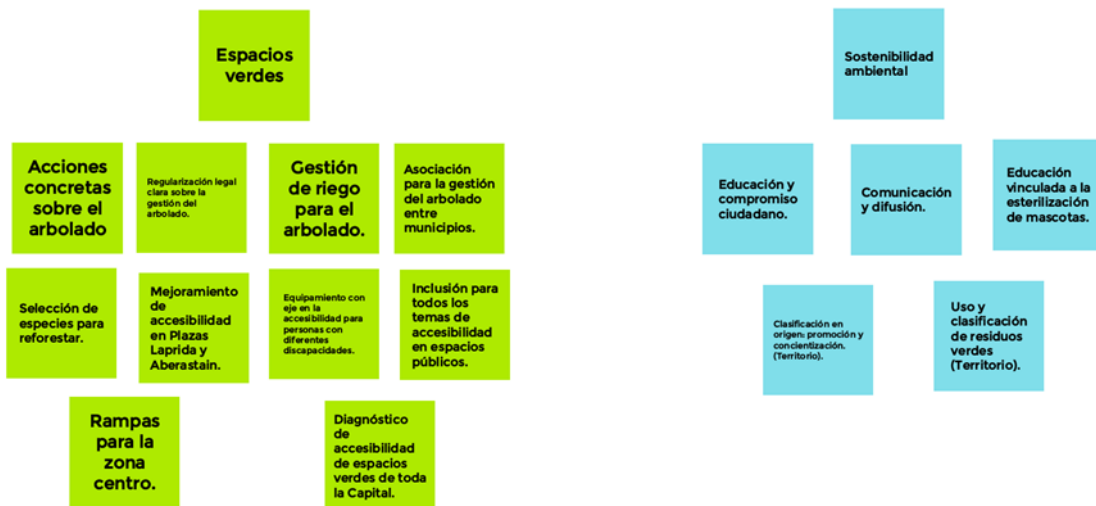 Espacios
verdes
Acciones
concretas
sobre el
arbolado
Regularización legal
clara sobre la
gestión del
arbolado.
Gestión
de riego
para el
arbolado.
Asociación
para la gestión
del arbolado
entre
municipios.
Selección de
especies para
reforestar.
Mejoramiento
de
accesibilidad
en Plazas
Laprida y
Aberastain.
Equipamiento con
eje en la
accesibilidad para
personas con
diferentes
discapacidades.
Inclusión para
todos los
temas de
accesibilidad
en espacios
públicos.
Rampas
para la
zona
centro.
Diagnóstico
de
accesibilidad
de espacios
verdes de toda
la Capital.
Sostenibilidad
ambiental
Educación y
compromiso
ciudadano.
Comunicación
y difusión.
Educación
vinculada a la
esterilización
de mascotas.
Clasificación en
origen: promoción y
concientización.
(Territorio).
Uso y
clasificación
de residuos
verdes
(Territorio).